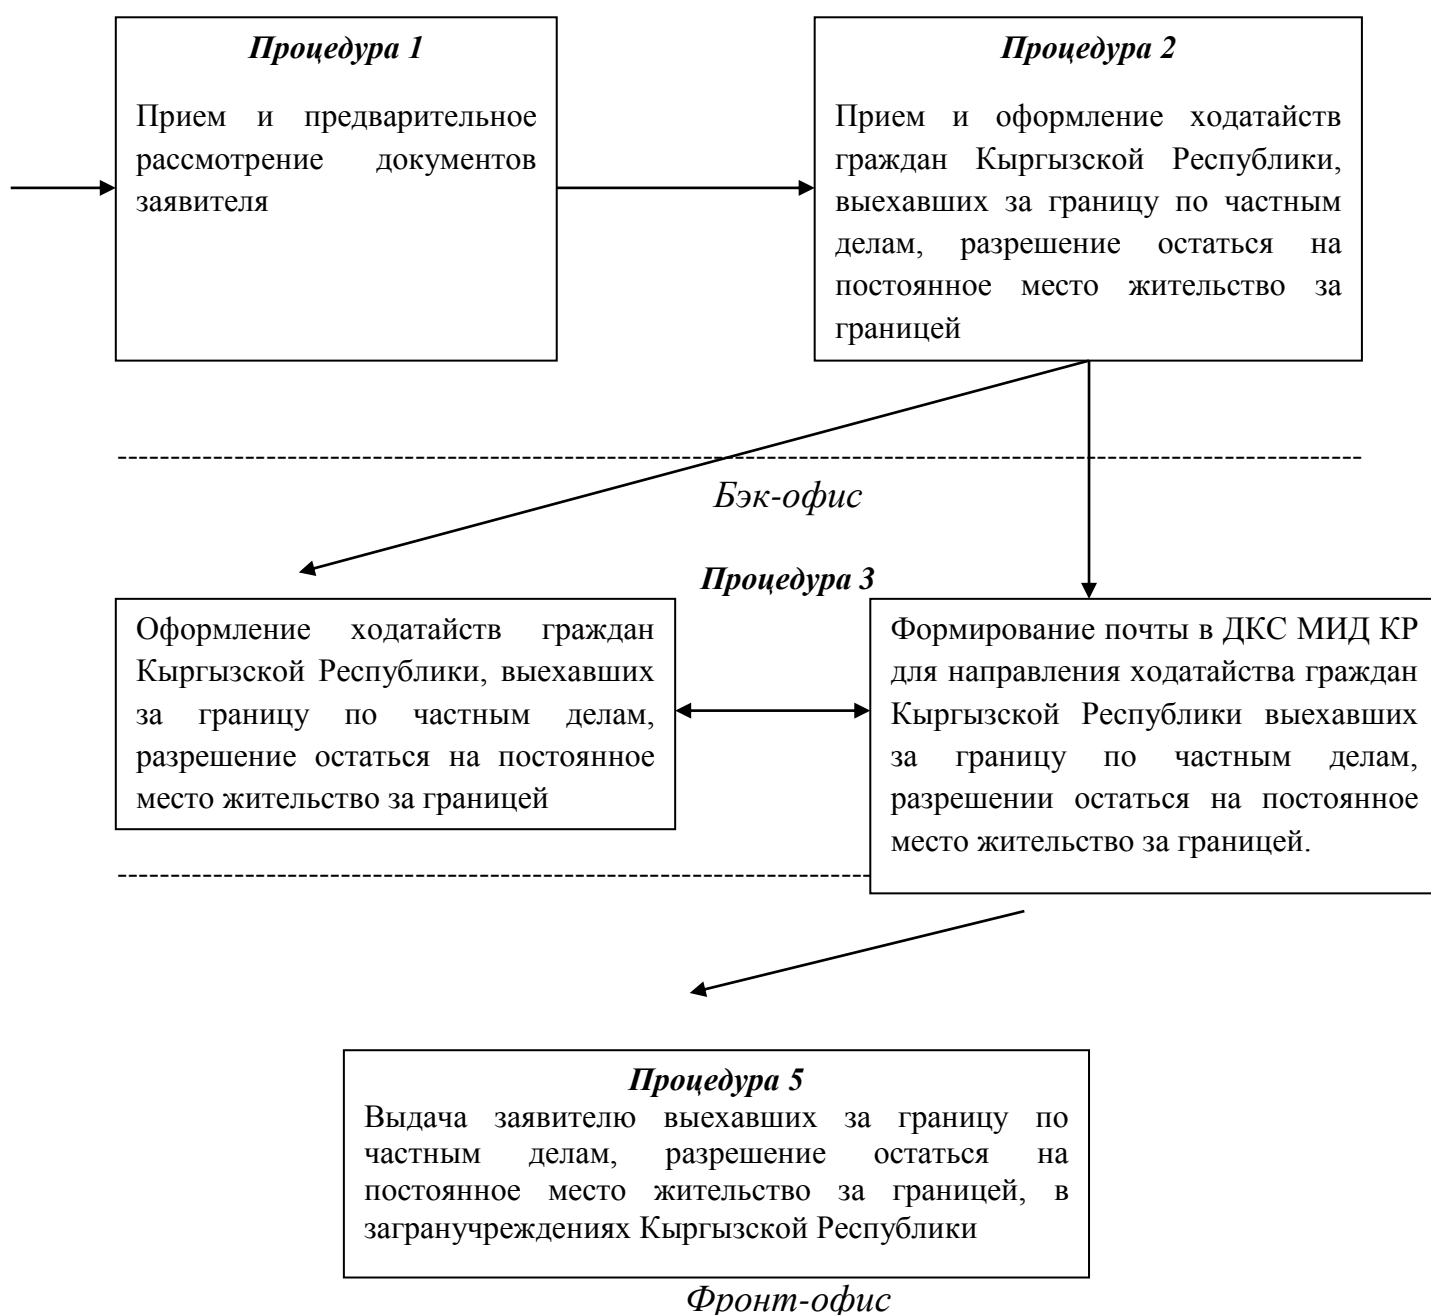 Процедура 1
Прием и предварительное
рассмотрение документов
заявителя
Процедура 2
Прием и оформление ходатайств
граждан Кыргызской Республики,
выехавших за границу по частным
делам, разрешение остаться на
постоянное место жительство за
границей
Бэк-офис
Процедура 3
Оформление ходатайств граждан
Кыргызской Республики, выехавших
за границу по частным делам,
разрешение остаться на постоянное
место жительство за границей
Формирование почты в ДКС МИД КР
для направления ходатайства граждан
Кыргызской Республики выехавших
за границу по частным делам,
разрешении остаться на постоянное
место жительство за границей.
Процедура 5
Выдача заявителю выехавших за границу по
частным делам, разрешение остаться на
постоянное место жительство за границей, в
загранучреждениях Кыргызской Республики
Фронт-офис